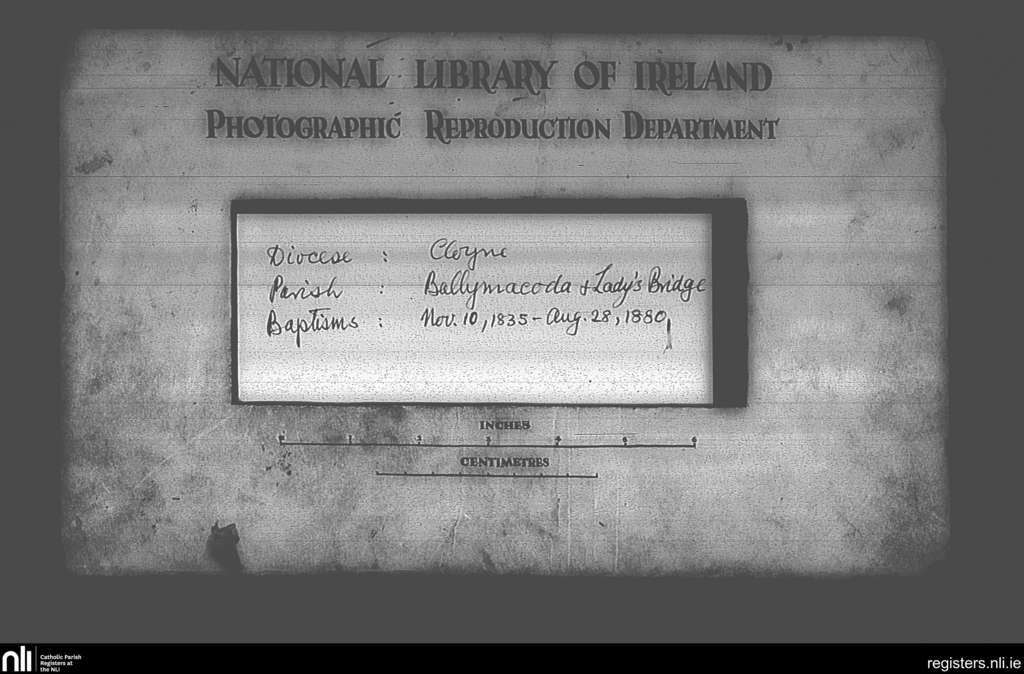 NATIONAL LIBRARY OF IRELAND
PHOTOGRAPHIC REPRODUCTION DEPARTMENT
Diocese : Cloyne
Parish : Ballymacoda & Lady's Bridge
Baptisms : Nov. 10, 1835 - Aug. 28, 1880
INCHES
CENTIMETRES
nli Catholic Parish
Registers at
the NLI
registers.nli.ie